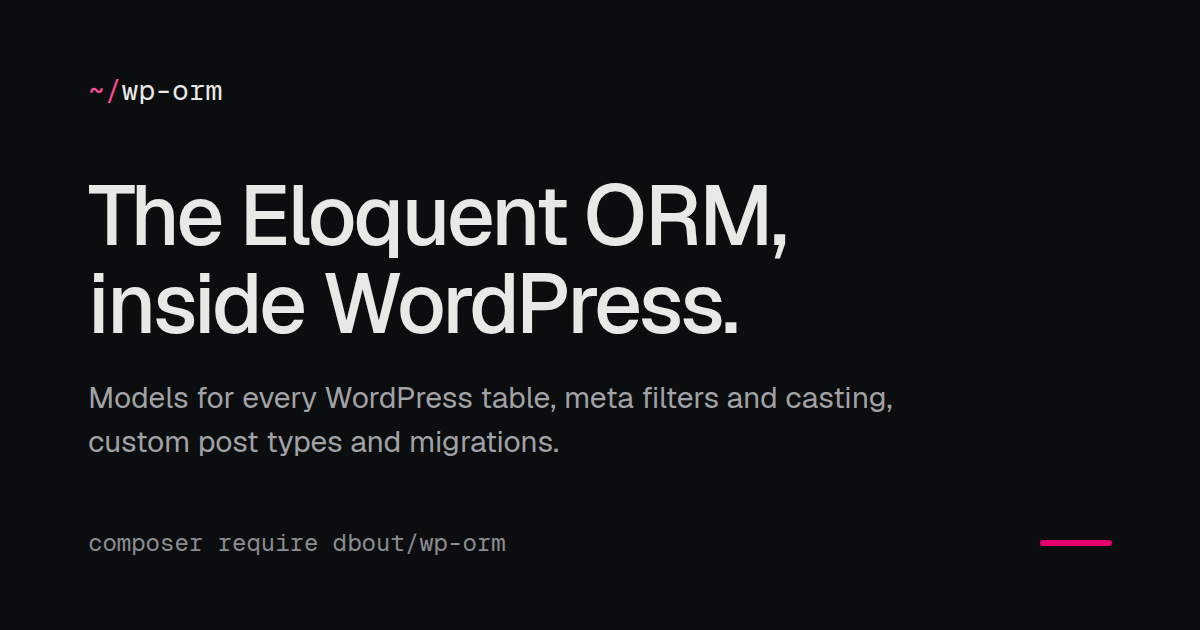 ~/wp-orm
The Eloquent ORM,
inside WordPress.
Models for every WordPress table, meta filters and casting,
custom post types and migrations.
composer require dbout/wp-orm